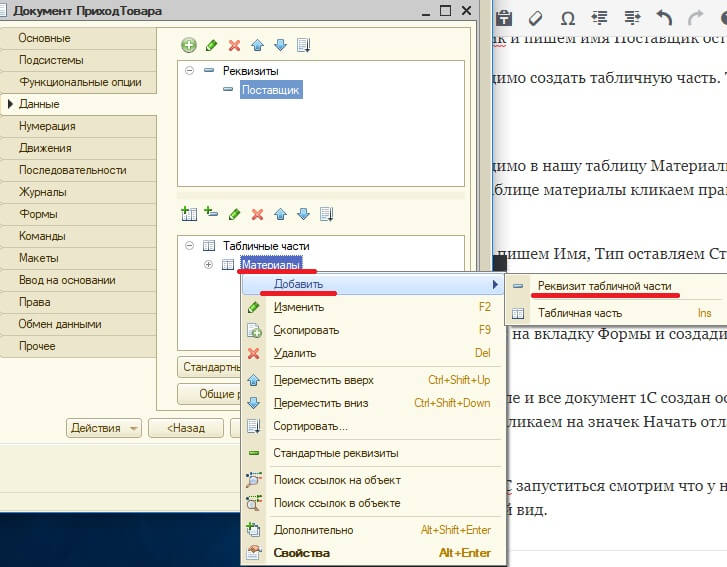 Документ ПриходТовара
Основные
Подсистемы
Функциональные опции
Данные
Нумерация
Движения
Последовательности
Журналы
Формы
Команды
Макеты
Ввод на основании
Права
Обмен данными
Прочее
Реквизиты
Поставщик
Табличные части
Материалы
Стандартны
Общие р
Действия
<Назад
Добавить
Изменить F2
Скопировать F9
Удалить Del
Переместить вверх Ctrl+Shift+Up
Переместить вниз Ctrl+Shift+Down
Сортировать...
Стандартные реквизиты
Поиск ссылок на объект
Поиск ссылок в объекте
Дополнительно Alt+Shift+Enter
Свойства Alt+Enter
Реквизит табличной части
Табличная часть Ins
ик и пишем имя Поставщик ост
димо создать табличную часть. Т
димо в нашу таблицу Материал
аблице материалы кликаем пра
пишем Имя, Тип оставляем Ст
на вкладку Формы и создади
ле и все документ 1С создан ос
ликаем на значек Начать отл
С запуститься смотрим что у н
й вид.